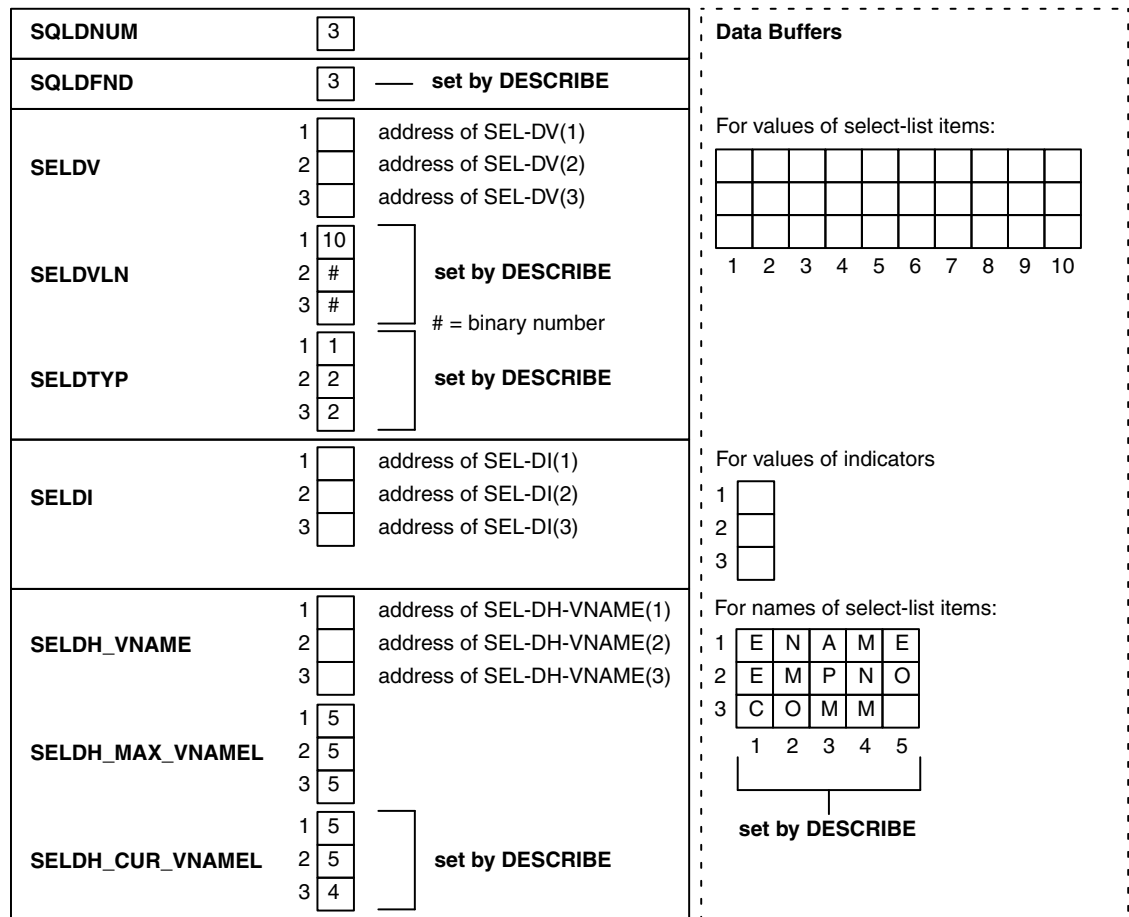 SQLDNUM 3
SQLDFND 3 set by DESCRIBE
SELDV
1 address of SEL-DV(1)
2 address of SEL-DV(2)
3 address of SEL-DV(3)
SELDVLN
1 10
2 # set by DESCRIBE
3 #
# = binary number
SELDTYP
1 1
2 2 set by DESCRIBE
3 2
SELDI
1 address of SEL-DI(1)
2 address of SEL-DI(2)
3 address of SEL-DI(3)
SELDH_VNAME
1 address of SEL-DH-VNAME(1)
2 address of SEL-DH-VNAME(2)
3 address of SEL-DH-VNAME(3)
SELDH_MAX_VNAMEL
1 5
2 5
3 5
SELDH_CUR_VNAMEL
1 5
2 5 set by DESCRIBE
3 4
Data Buffers
For values of select-list items:
1 2 3 4 5 6 7 8 9 10
For values of indicators
1
2
3
For names of select-list items:
1 E N A M E
2 E M P N O
3 C O M M
1 2 3 4 5
set by DESCRIBE